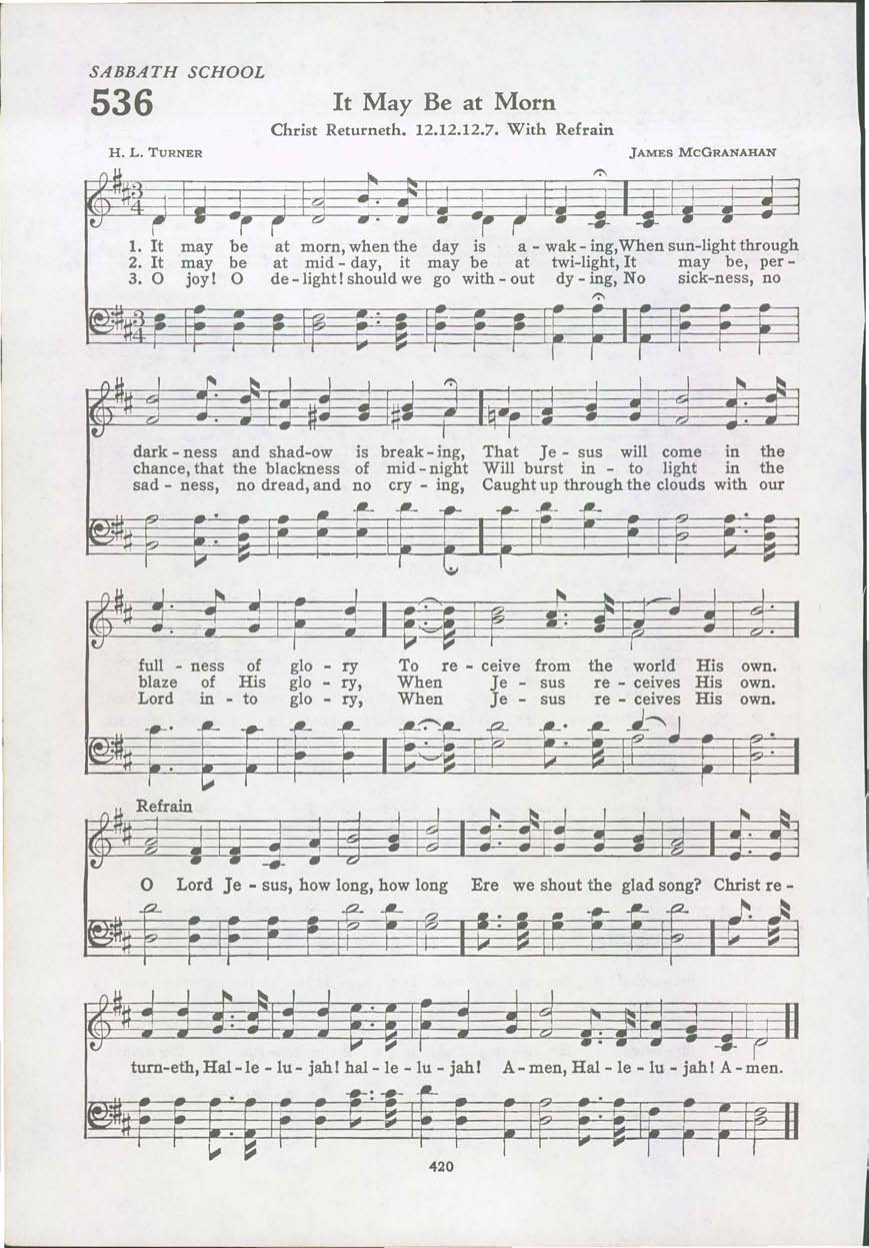 SABBATH SCHOOL
536
It May Be at Morn
Christ Returneth. 12.12.12.7. With Refrain
H. L. TURNER JAMES MCGRANAHAN
3
4
1. It may be at morn, when the day is a - wak - ing, When sun-light through
2. It may be at mid - day, it may be at twi-light, It may be, per -
3. O joy! O de - light! should we go with - out dy - ing, No sick-ness, no
3
4
dark - ness and shad-ow is break - ing, That Je - sus will come in the
chance, that the blackness of mid - night Will burst in - to light in the
sad - ness, no dread, and no cry - ing, Caught up through the clouds with our
full - ness of glo - ry To re - ceive from the world His own.
blaze of His glo - ry, When Je - sus re - ceives His own.
Lord in - to glo - ry, When Je - sus re - ceives His own.
Refrain
O Lord Je - sus, how long, how long Ere we shout the glad song? Christ re -
turn-eth, Hal - le - lu - jah! hal - le - lu - jah! A - men, Hal - le - lu - jah! A - men.
420